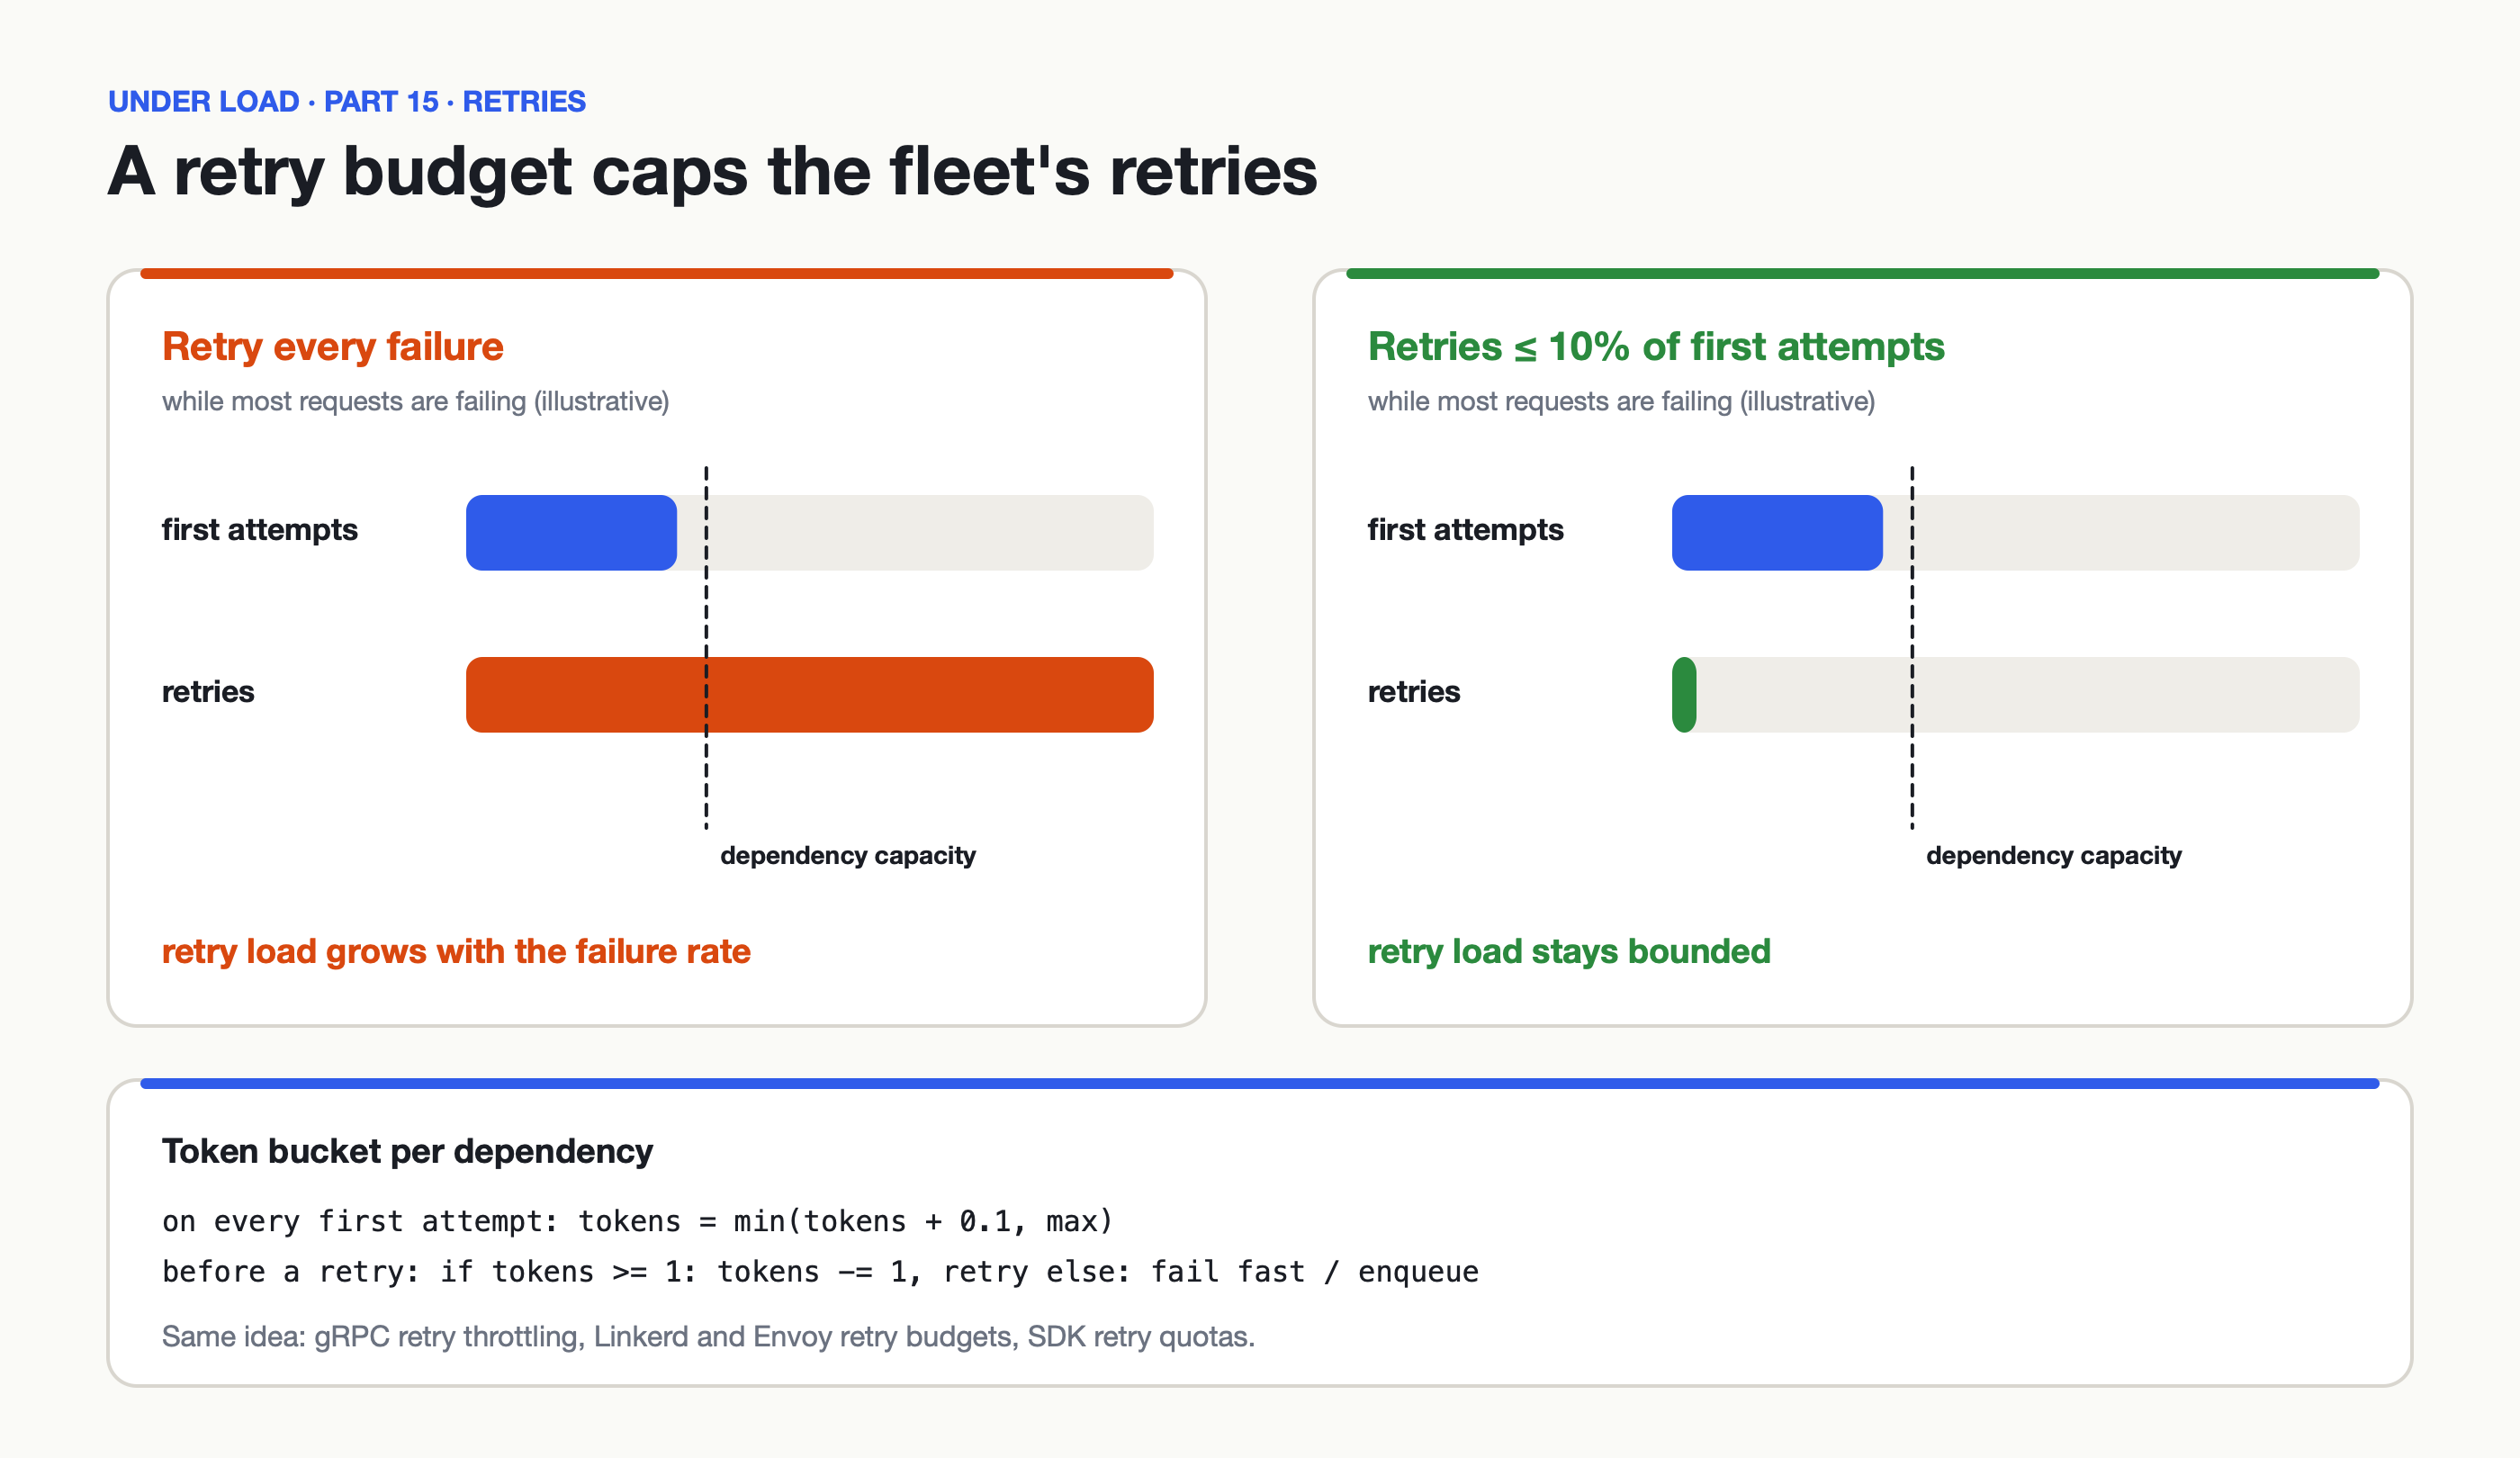 UNDER LOAD · PART 15 · RETRIES
A retry budget caps the fleet's retries
Retry every failure
while most requests are failing (illustrative)
first attempts
retries
dependency capacity
retry load grows with the failure rate
Retries ≤ 10% of first attempts
while most requests are failing (illustrative)
first attempts
retries
dependency capacity
retry load stays bounded
Token bucket per dependency
on every first attempt: tokens = min(tokens + 0.1, max)
before a retry: if tokens >= 1: tokens −= 1, retry else: fail fast / enqueue
Same idea: gRPC retry throttling, Linkerd and Envoy retry budgets, SDK retry quotas.